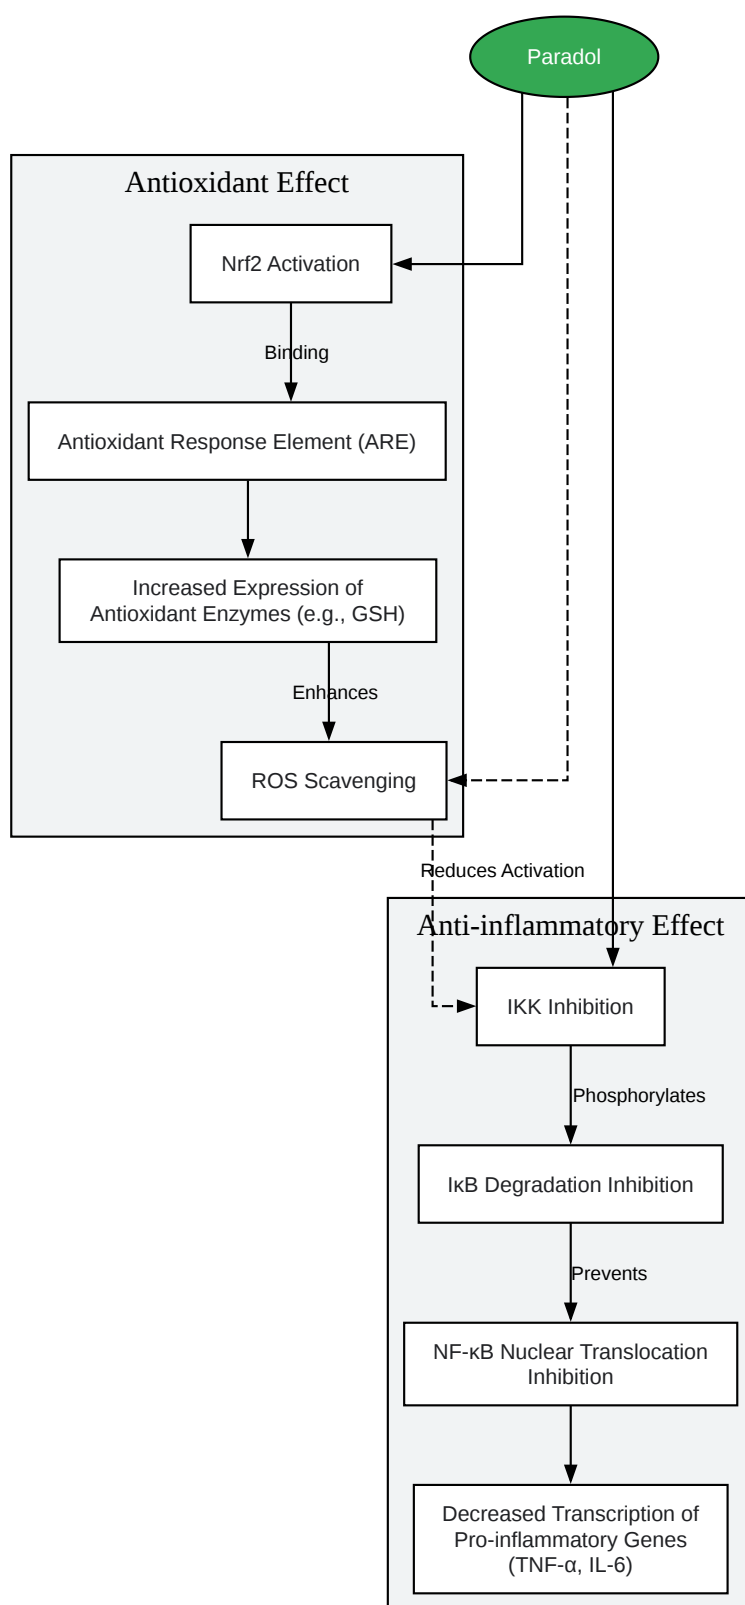 Paradol
Antioxidant Effect
Nrf2 Activation
Binding
Antioxidant Response Element (ARE)
Increased Expression of
Antioxidant Enzymes (e.g., GSH)
Enhances
ROS Scavenging
Reduces Activation
Anti-inflammatory Effect
IKK Inhibition
Phosphorylates
IκB Degradation Inhibition
Prevents
NF-κB Nuclear Translocation
Inhibition
Decreased Transcription of
Pro-inflammatory Genes
(TNF-α, IL-6)